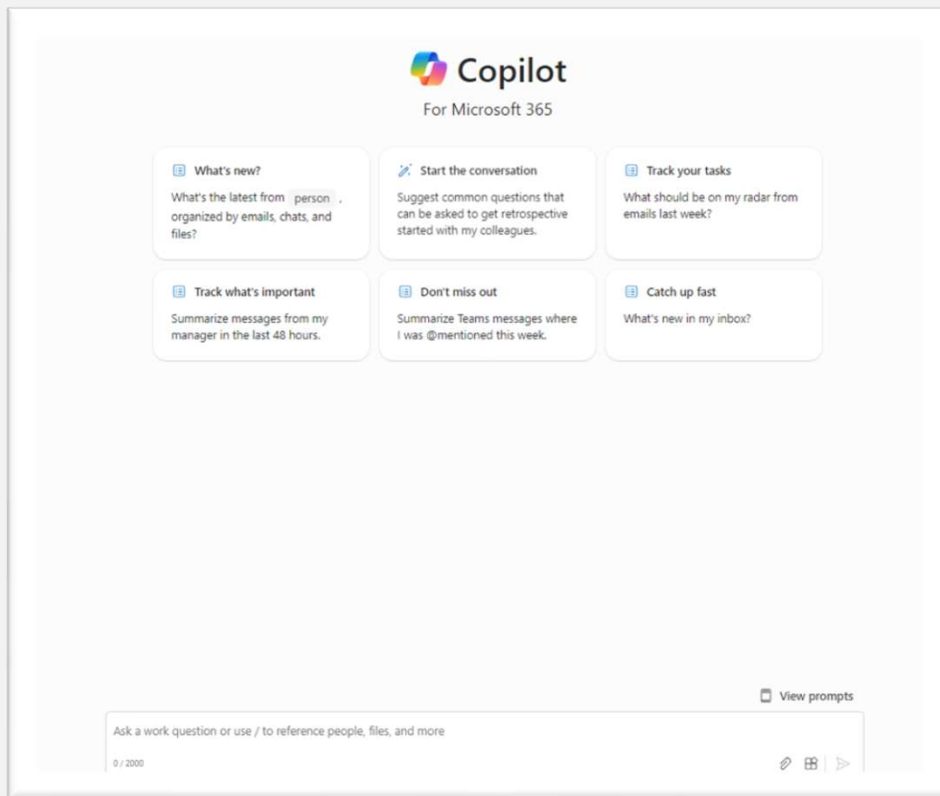 Copilot
For Microsoft 365
What's new?
What's the latest from person ,
organized by emails, chats, and
files?
Start the conversation
Suggest common questions that
can be asked to get retrospective
started with my colleagues.
Track your tasks
What should be on my radar from
emails last week?
Track what's important
Summarize messages from my
manager in the last 48 hours.
Don't miss out
Summarize Teams messages where
I was @mentioned this week.
Catch up fast
What's new in my inbox?
View prompts
Ask a work question or use / to reference people, files, and more
0 / 2000